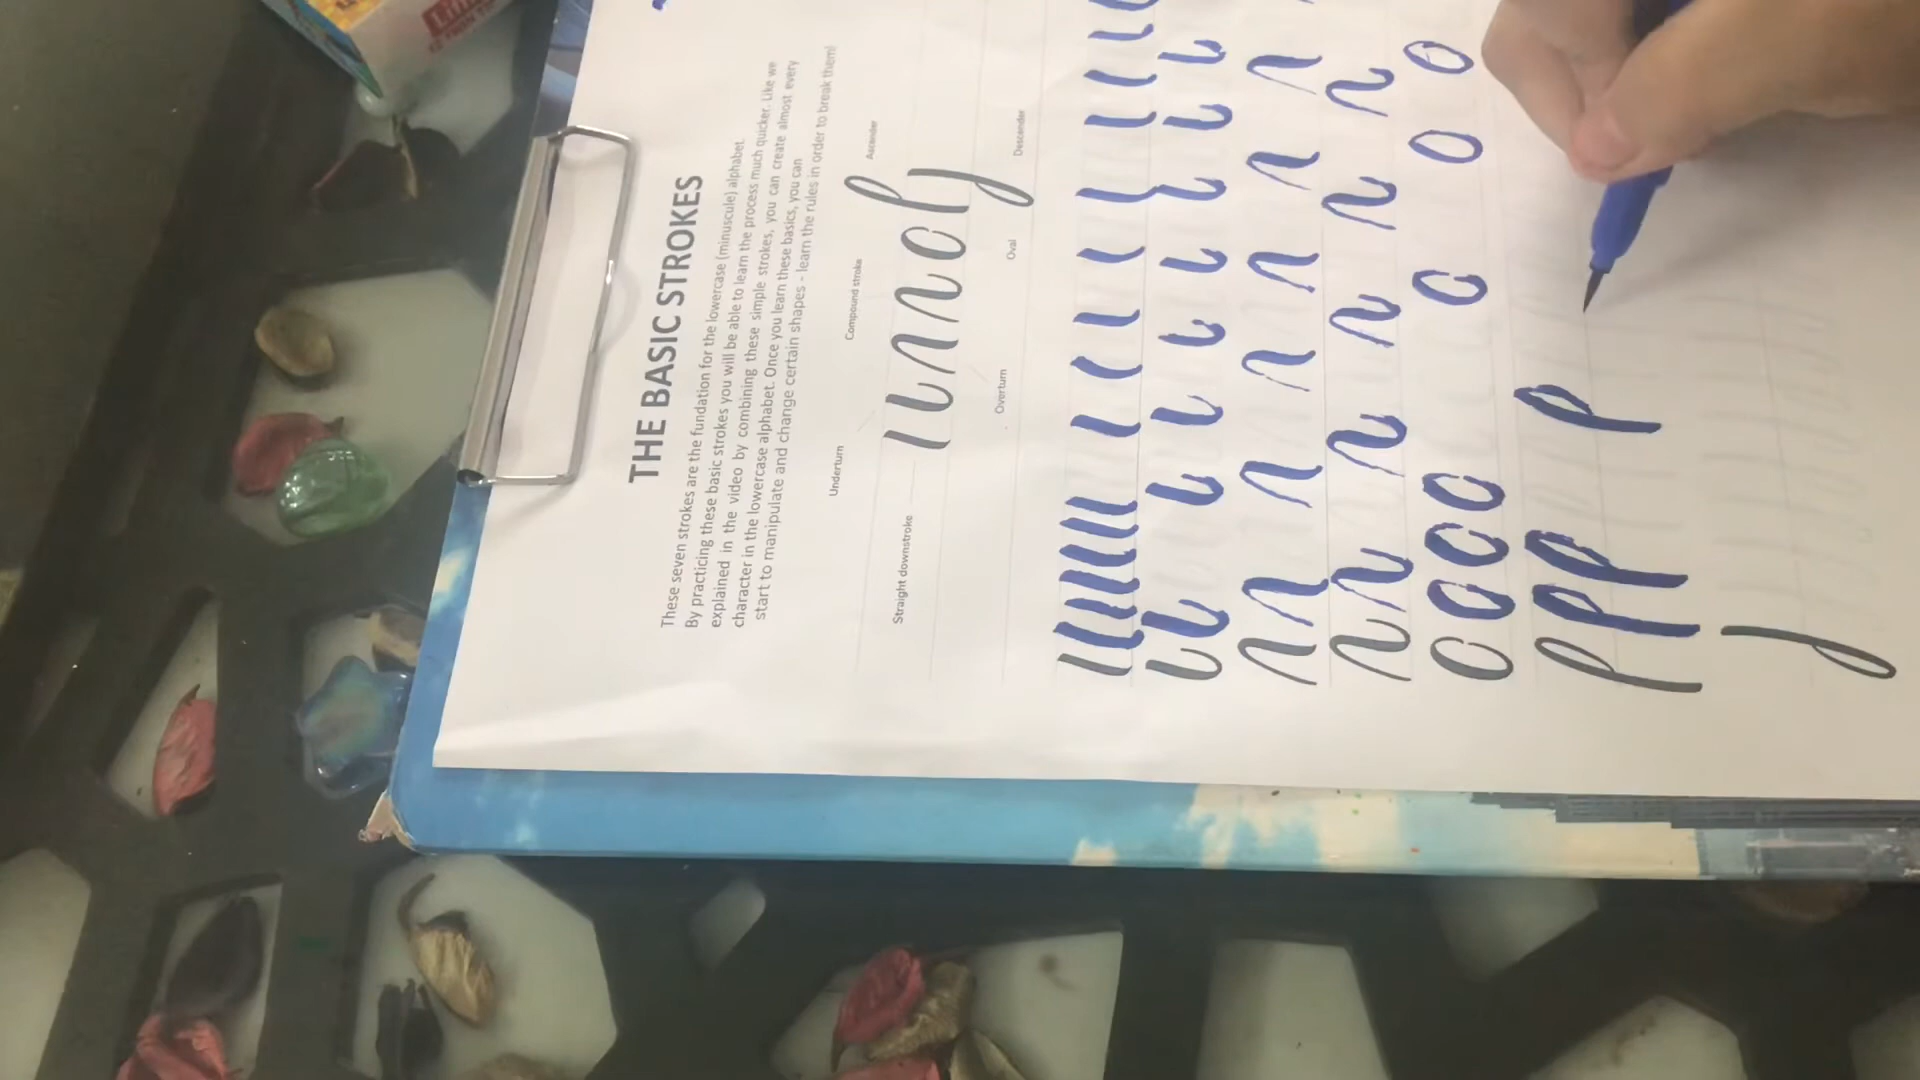 THE BASIC STROKES
These seven strokes are the fundation for the lowercase (minuscule) alphabet.
By practicing these basic strokes you will be able to learn the process much quicker. Like we
explained in the video by combining these simple strokes, you can create almost every
character in the lowercase alphabet. Once you learn these basics, you can
start to manipulate and change certain shapes - learn the rules in order to break them!
Underturn
Compound stroke
Ascender
Straight downstroke
Overturn
Oval
Descender